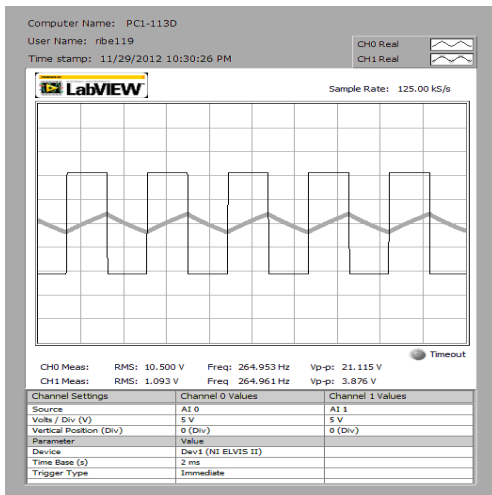 Computer Name: PC1-113D
User Name: ribe119
Time stamp: 11/29/2012 10:30:26 PM
CH0 Real
CH1 Real
LabVIEW
Sample Rate: 125.00 kS/s
Timeout
CH0 Meas: RMS: 10.500 V Freq: 264.953 Hz Vp-p: 21.115 V
CH1 Meas: RMS: 1.093 V Freq 264.961 Hz Vp-p: 3.876 V
Channel Settings Channel 0 Values Channel 1 Values
Source AI 0 AI 1
Volts / Div (V) 5 V 5 V
Vertical Position (Div) 0 (Div) 0 (Div)
Parameter Value
Device Dev1 (NI ELVIS II)
Time Base (s) 2 ms
Trigger Type Immediate